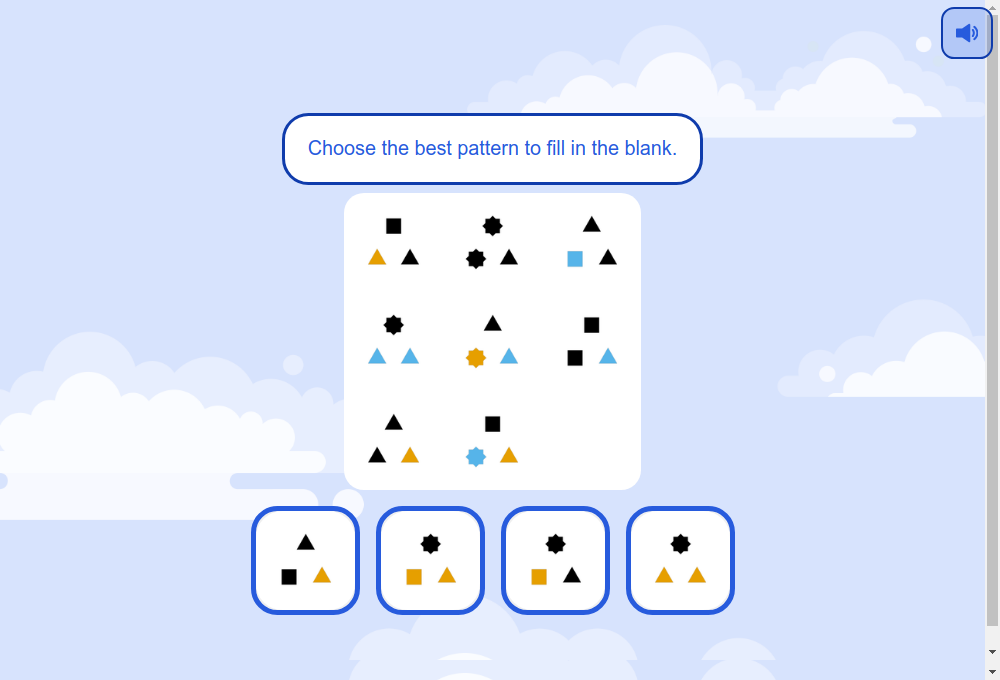 Choose the best pattern to fill in the blank.